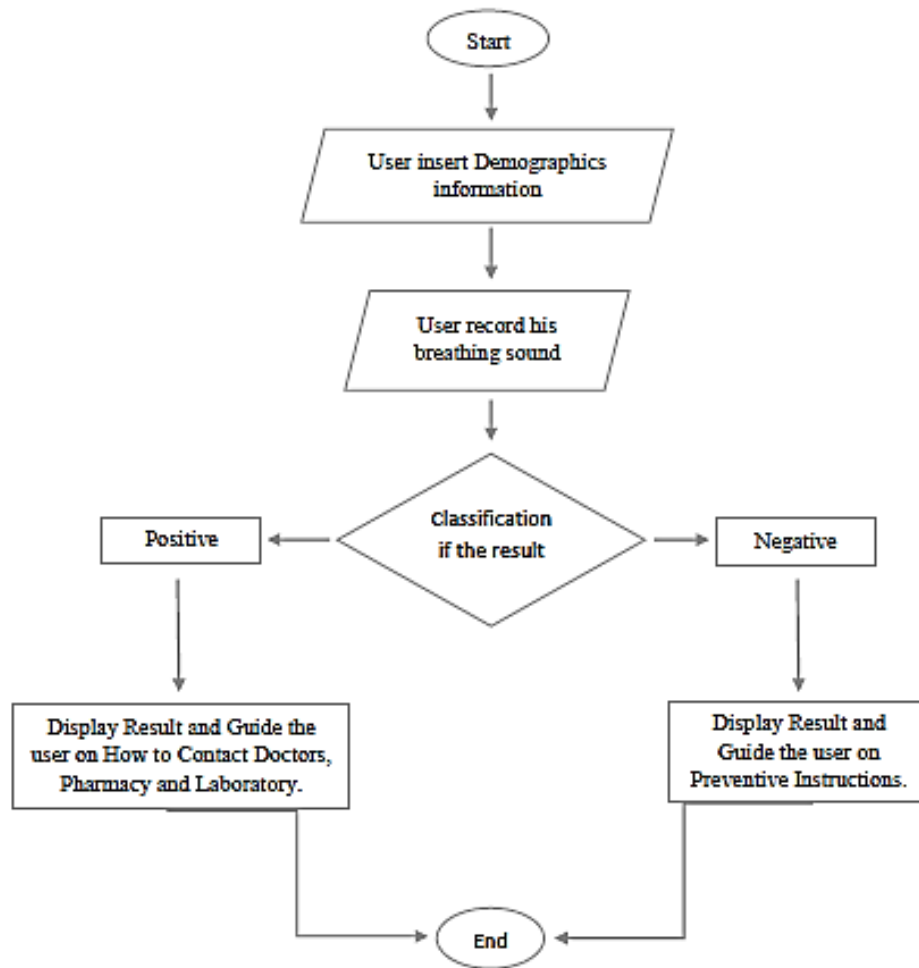 Start
User insert Demographics
information
User record his
breathing sound
Classification
if the result
Positive
Negative
Display Result and Guide the
user on How to Contact Doctors,
Pharmacy and Laboratory.
Display Result and
Guide the user on
Preventive Instructions.
End